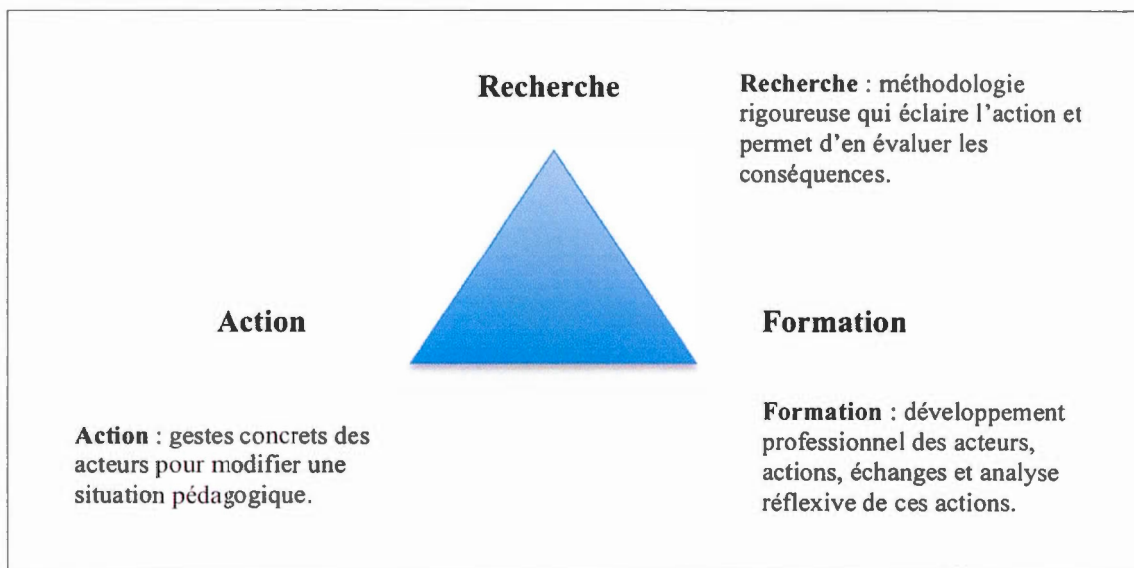 Recherche
Recherche : méthodologie
rigoureuse qui éclaire l'action et
permet d'en évaluer les
conséquences.
Action
Formation
Action : gestes concrets des
acteurs pour modifier une
situation pédagogique.
Formation : développement
professionnel des acteurs,
actions, échanges et analyse
réflexive de ces actions.